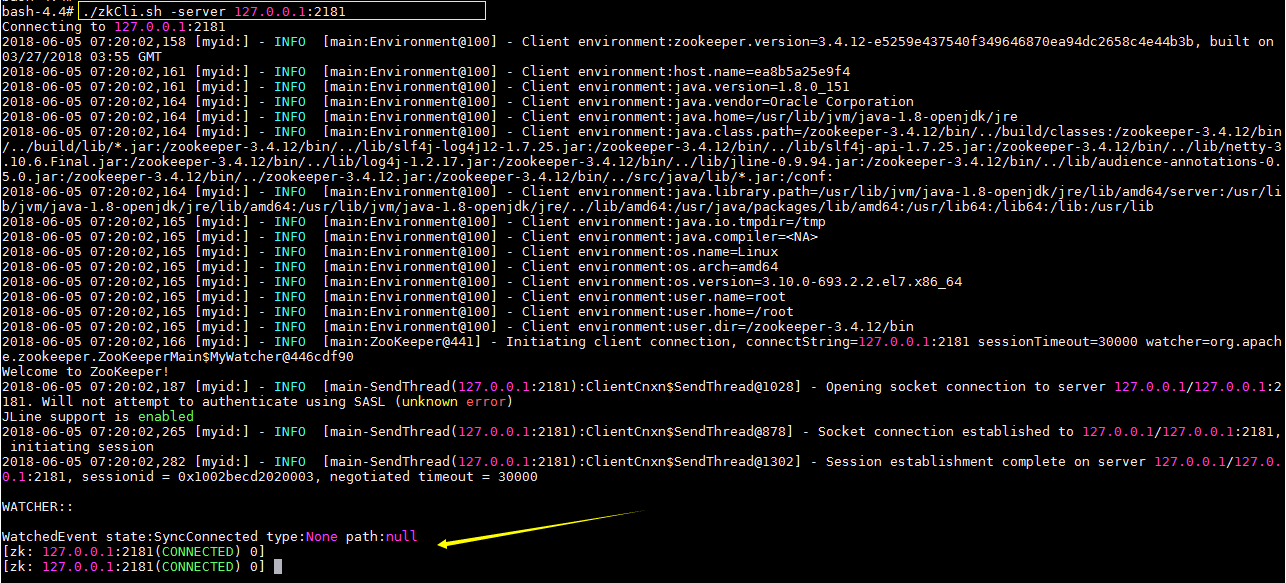 bash-4.4# ./zkCli.sh -server 127.0.0.1:2181
Connecting to 127.0.0.1:2181
2018-06-05 07:20:02,158 [myid:] - INFO  [main:Environment@100] - Client environment:zookeeper.version=3.4.12-e5259e437540f349646870ea94dc2658c4e44b3b, built on
03/27/2018 03:55 GMT
2018-06-05 07:20:02,161 [myid:] - INFO  [main:Environment@100] - Client environment:host.name=ea8b5a25e9f4
2018-06-05 07:20:02,161 [myid:] - INFO  [main:Environment@100] - Client environment:java.version=1.8.0_151
2018-06-05 07:20:02,164 [myid:] - INFO  [main:Environment@100] - Client environment:java.vendor=Oracle Corporation
2018-06-05 07:20:02,164 [myid:] - INFO  [main:Environment@100] - Client environment:java.home=/usr/lib/jvm/java-1.8-openjdk/jre
2018-06-05 07:20:02,164 [myid:] - INFO  [main:Environment@100] - Client environment:java.class.path=/zookeeper-3.4.12/bin/../build/classes:/zookeeper-3.4.12/bin
/../build/lib/*.jar:/zookeeper-3.4.12/bin/../lib/slf4j-log4j12-1.7.25.jar:/zookeeper-3.4.12/bin/../lib/slf4j-api-1.7.25.jar:/zookeeper-3.4.12/bin/../lib/netty-3
.10.6.Final.jar:/zookeeper-3.4.12/bin/../lib/log4j-1.2.17.jar:/zookeeper-3.4.12/bin/../lib/jline-0.9.94.jar:/zookeeper-3.4.12/bin/../lib/audience-annotations-0.
5.0.jar:/zookeeper-3.4.12/bin/../zookeeper-3.4.12.jar:/zookeeper-3.4.12/bin/../src/java/lib/*.jar:/conf:
2018-06-05 07:20:02,164 [myid:] - INFO  [main:Environment@100] - Client environment:java.library.path=/usr/lib/jvm/java-1.8-openjdk/jre/lib/amd64/server:/usr/li
b/jvm/java-1.8-openjdk/jre/lib/amd64:/usr/lib/jvm/java-1.8-openjdk/jre/../lib/amd64:/usr/java/packages/lib/amd64:/usr/lib64:/lib64:/lib:/usr/lib
2018-06-05 07:20:02,165 [myid:] - INFO  [main:Environment@100] - Client environment:java.io.tmpdir=/tmp
2018-06-05 07:20:02,165 [myid:] - INFO  [main:Environment@100] - Client environment:java.compiler=<NA>
2018-06-05 07:20:02,165 [myid:] - INFO  [main:Environment@100] - Client environment:os.name=Linux
2018-06-05 07:20:02,165 [myid:] - INFO  [main:Environment@100] - Client environment:os.arch=amd64
2018-06-05 07:20:02,165 [myid:] - INFO  [main:Environment@100] - Client environment:os.version=3.10.0-693.2.2.el7.x86_64
2018-06-05 07:20:02,165 [myid:] - INFO  [main:Environment@100] - Client environment:user.name=root
2018-06-05 07:20:02,165 [myid:] - INFO  [main:Environment@100] - Client environment:user.home=/root
2018-06-05 07:20:02,165 [myid:] - INFO  [main:Environment@100] - Client environment:user.dir=/zookeeper-3.4.12/bin
2018-06-05 07:20:02,166 [myid:] - INFO  [main:ZooKeeper@441] - Initiating client connection, connectString=127.0.0.1:2181 sessionTimeout=30000 watcher=org.apach
e.zookeeper.ZooKeeperMain$MyWatcher@446cdf90
Welcome to ZooKeeper!
2018-06-05 07:20:02,187 [myid:] - INFO  [main-SendThread(127.0.0.1:2181):ClientCnxn$SendThread@1028] - Opening socket connection to server 127.0.0.1/127.0.0.1:2
181. Will not attempt to authenticate using SASL (unknown error)
JLine support is enabled
2018-06-05 07:20:02,265 [myid:] - INFO  [main-SendThread(127.0.0.1:2181):ClientCnxn$SendThread@878] - Socket connection established to 127.0.0.1/127.0.0.1:2181,
 initiating session
2018-06-05 07:20:02,282 [myid:] - INFO  [main-SendThread(127.0.0.1:2181):ClientCnxn$SendThread@1302] - Session establishment complete on server 127.0.0.1/127.0.
0.1:2181, sessionid = 0x1002becd2020003, negotiated timeout = 30000
WATCHER::
WatchedEvent state:SyncConnected type:None path:null
[zk: 127.0.0.1:2181(CONNECTED) 0]
[zk: 127.0.0.1:2181(CONNECTED) 0]